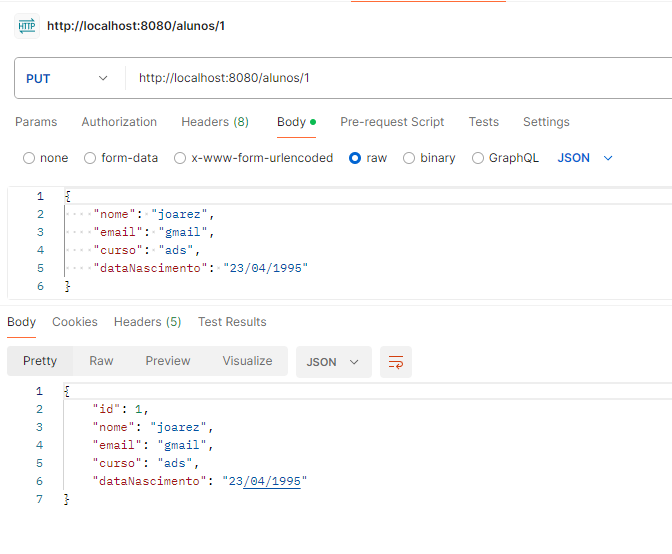 HTTP http://localhost:8080/alunos/1
PUT http://localhost:8080/alunos/1
Params Authorization Headers (8) Body Pre-request Script Tests Settings
none form-data x-www-form-urlencoded raw binary GraphQL JSON
1 {
2 ····"nome":·"joarez",
3 ····"email":·"gmail",
4 ····"curso":·"ads",
5 ····"dataNascimento":·"23/04/1995"
6 }
Body Cookies Headers (5) Test Results
Pretty Raw Preview Visualize JSON
1 {
2 "id": 1,
3 "nome": "joarez",
4 "email": "gmail",
5 "curso": "ads",
6 "dataNascimento": "23/04/1995"
7 }